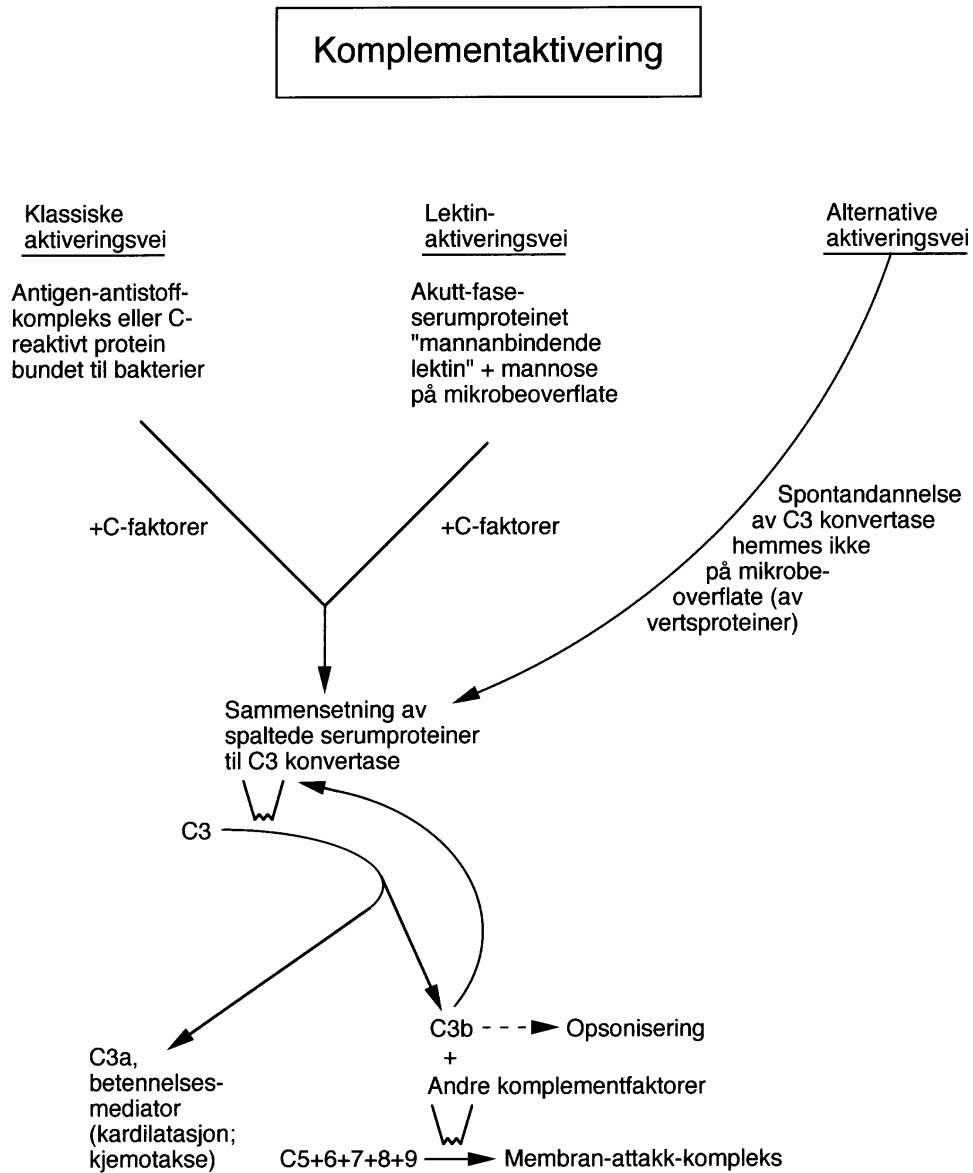 Komplementaktivering
Klassiske
aktiveringsvei
Antigen-antistoff-
kompleks eller C-
reaktivt protein
bundet til bakterier
Lektin-
aktiveringsvei
Akutt-fase-
serumproteinet
"mannanbindende
lektin" + mannose
på mikrobeoverflate
Alternative
aktiveringsvei
+C-faktorer
+C-faktorer
Spontandannelse
av C3 konvertase
hemmes ikke
på mikrobe-
overflate (av
vertsproteiner)
Sammensetning av
spaltede serumproteiner
til C3 konvertase
C3
C3a,
betennelses-
mediator
(kardilatasjon;
kjemotakse)
C3b
Opsonisering
+
Andre komplementfaktorer
C5+6+7+8+9
Membran-attakk-kompleks